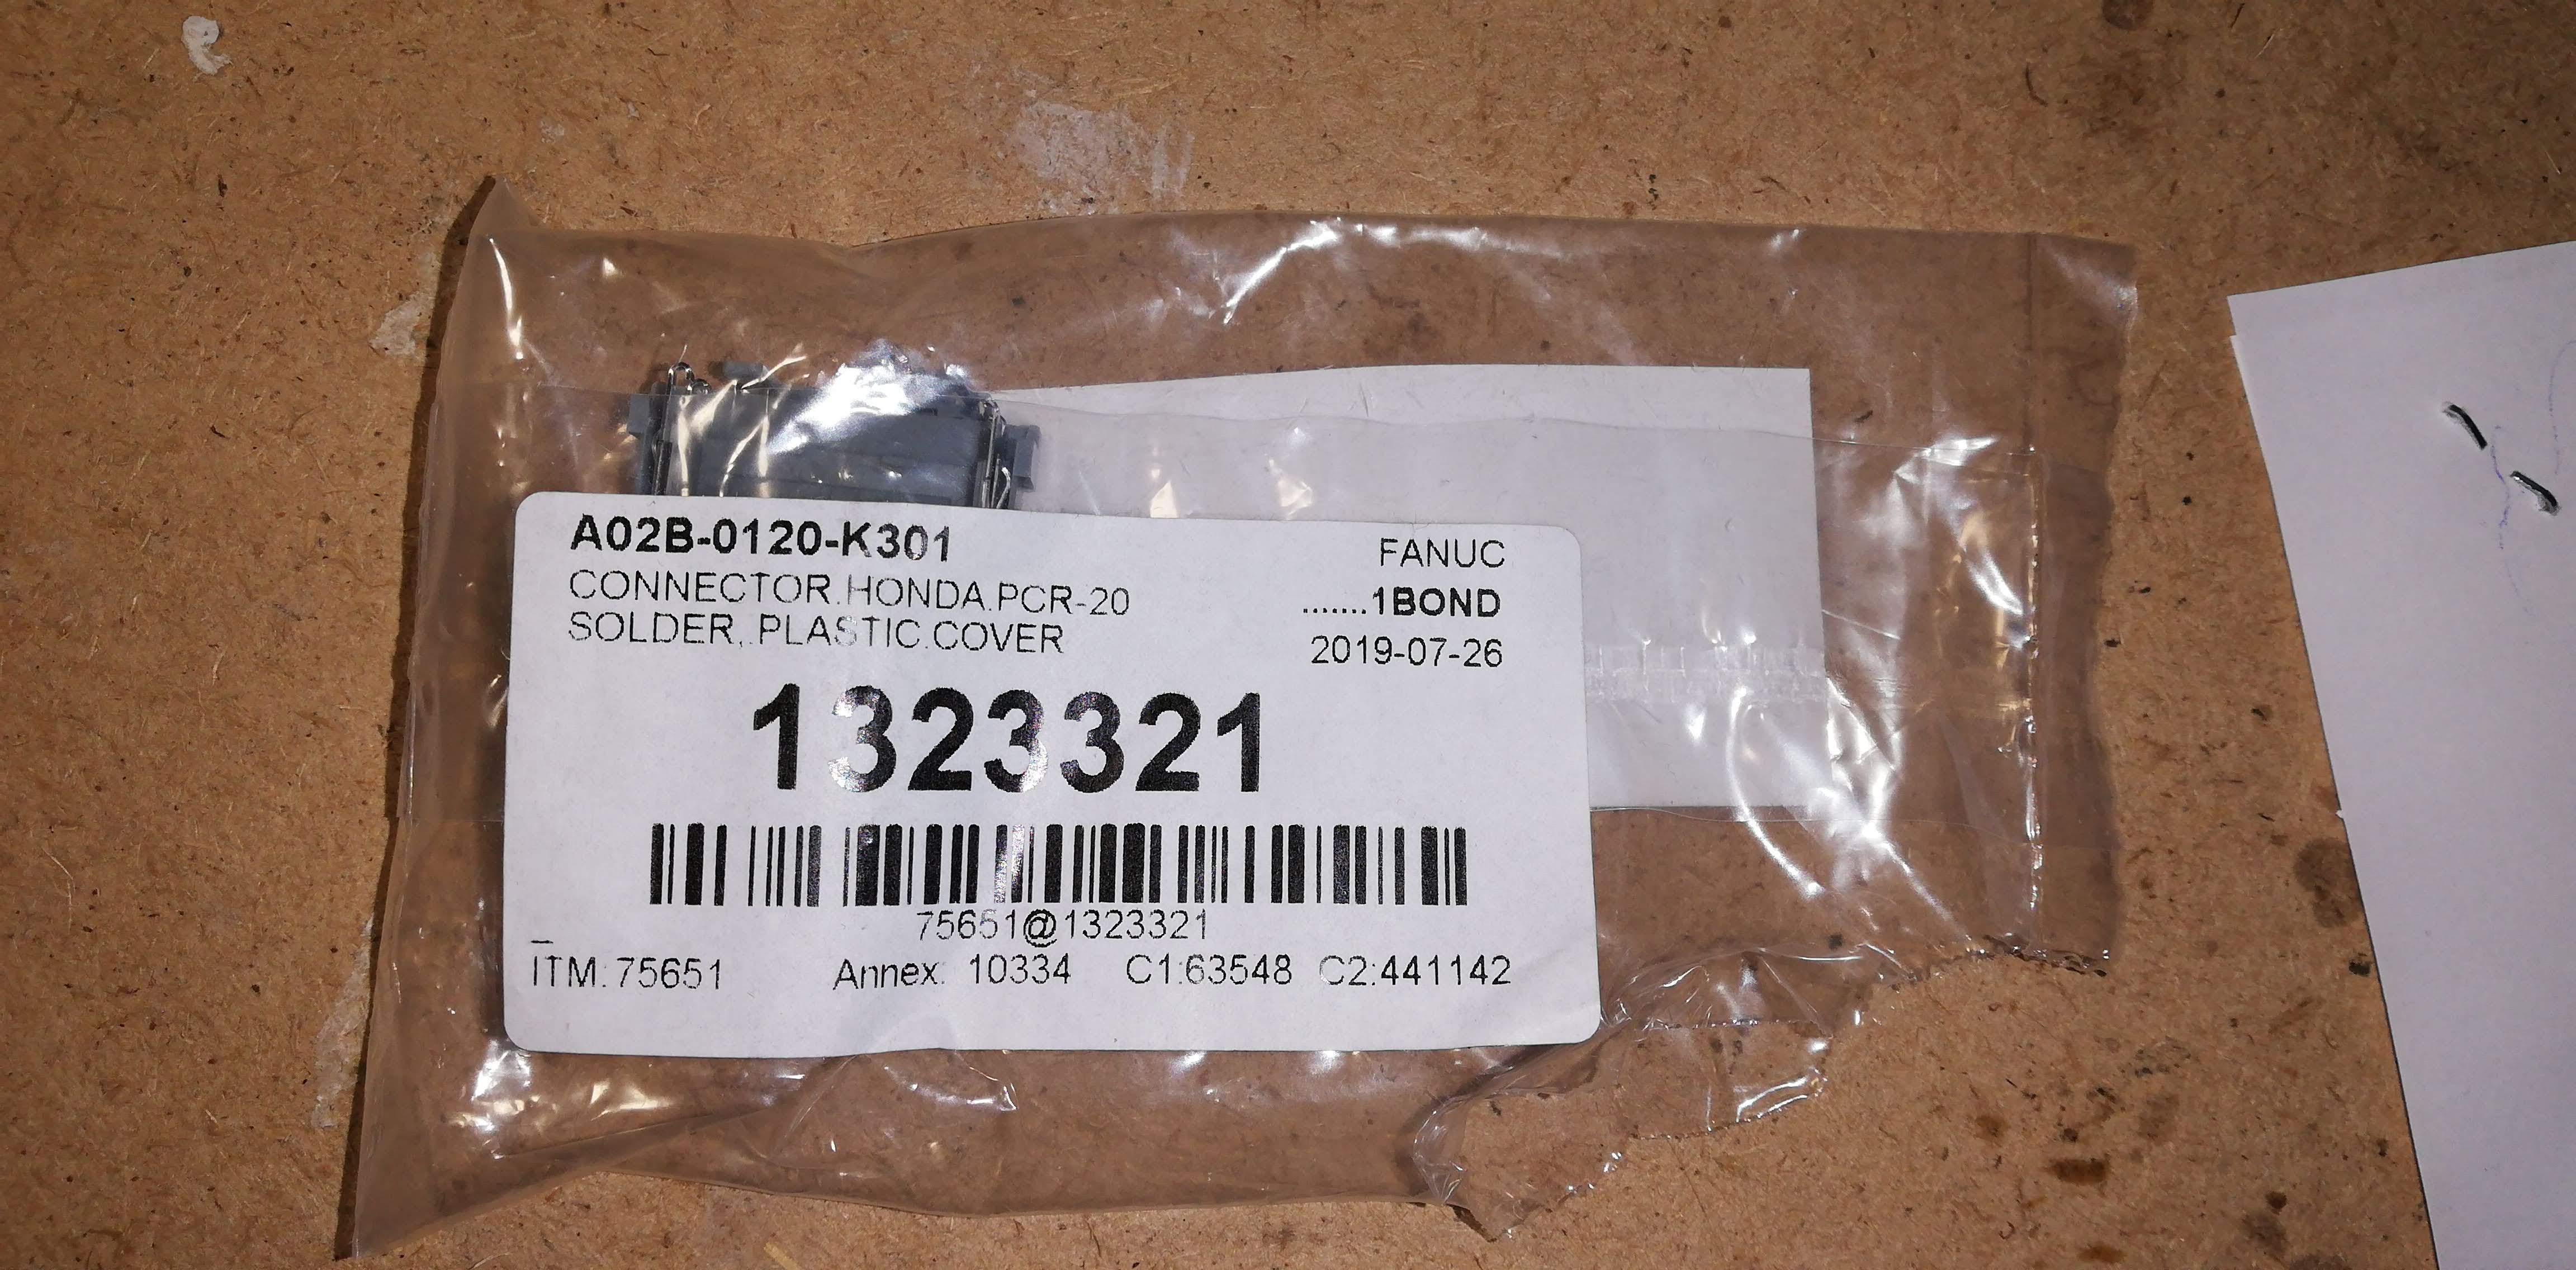 A02B-0120-K301
FANUC
CONNECTOR.HONDA.PCR-20
.......1BOND
SOLDER,.PLASTIC.COVER
2019-07-26
1323321
75651@1323321
ITM: 75651 Annex: 10334 C1:63548 C2:441142